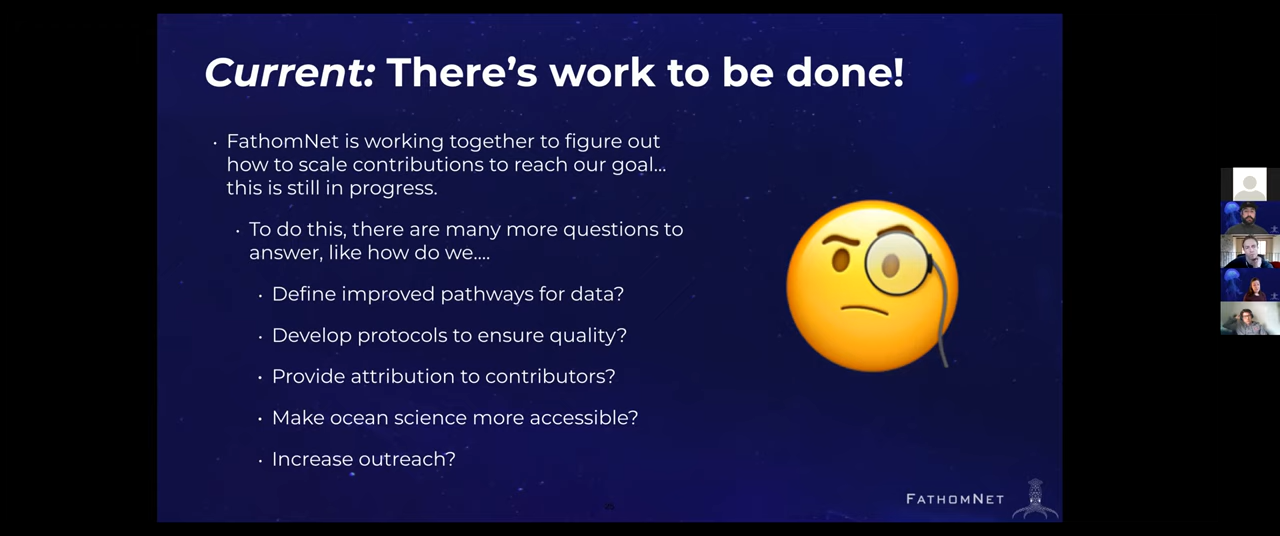 Current: There's work to be done!
· FathomNet is working together to figure out
how to scale contributions to reach our goal...
this is still in progress.
· To do this, there are many more questions to
answer, like how do we....
· Define improved pathways for data?
· Develop protocols to ensure quality?
· Provide attribution to contributors?
· Make ocean science more accessible?
· Increase outreach?
FATHOMNET